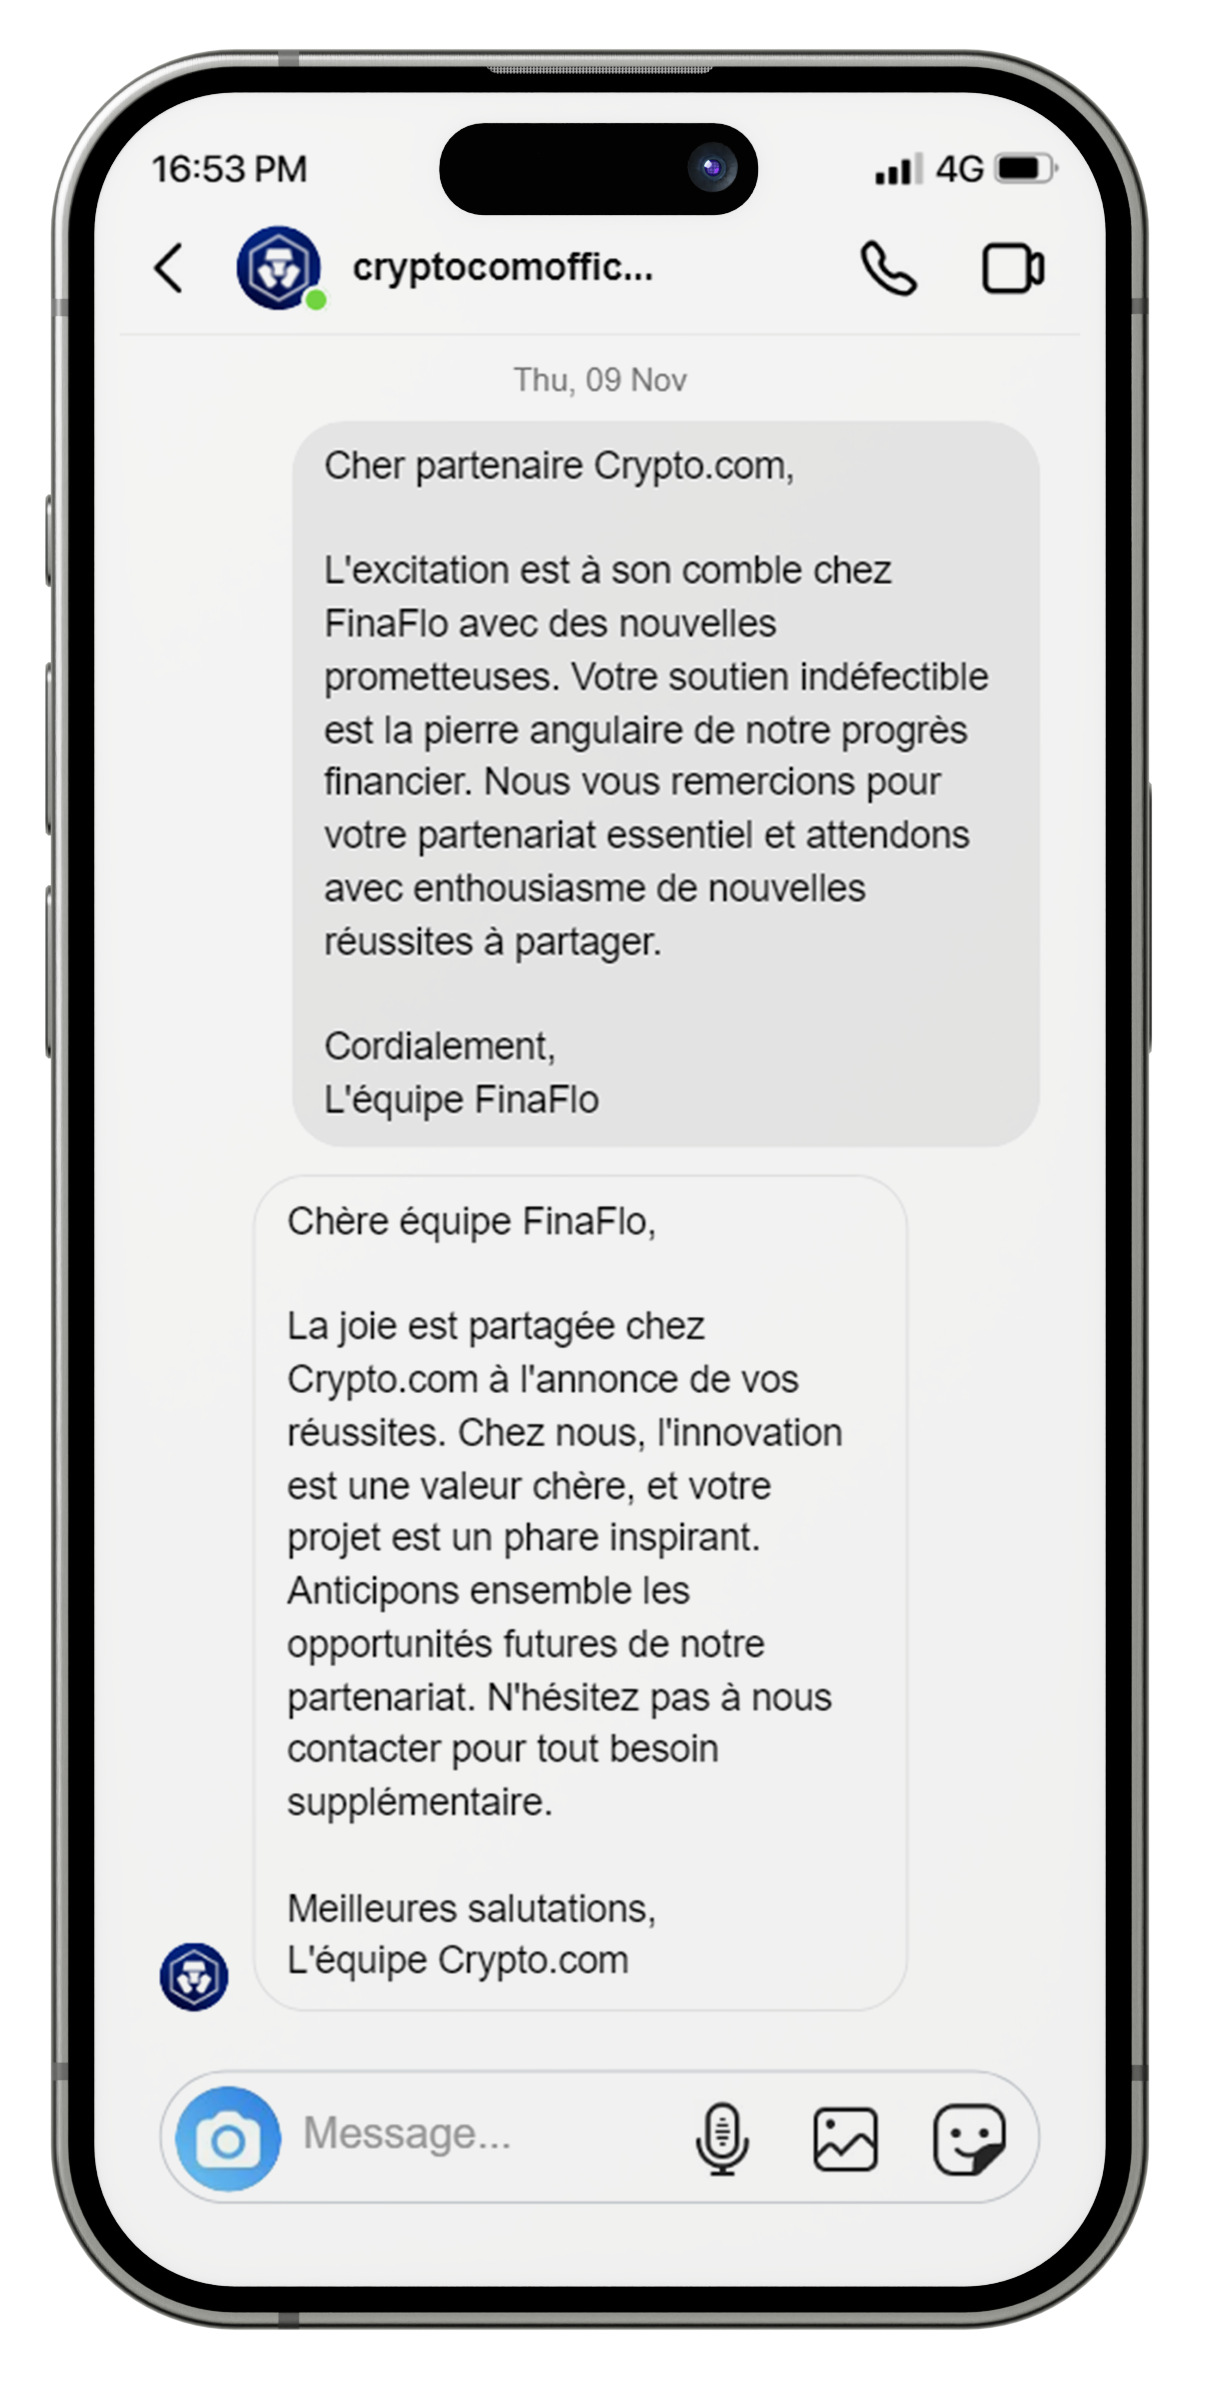 16:53 PM
4G
cryptocomoffic...
Thu, 09 Nov
Cher partenaire Crypto.com,
L'excitation est à son comble chez
FinaFlo avec des nouvelles
prometteuses. Votre soutien indéfectible
est la pierre angulaire de notre progrès
financier. Nous vous remercions pour
votre partenariat essentiel et attendons
avec enthousiasme de nouvelles
réussites à partager.
Cordialement,
L'équipe FinaFlo
Chère équipe FinaFlo,
La joie est partagée chez
Crypto.com à l'annonce de vos
réussites. Chez nous, l'innovation
est une valeur chère, et votre
projet est un phare inspirant.
Anticipons ensemble les
opportunités futures de notre
partenariat. N'hésitez pas à nous
contacter pour tout besoin
supplémentaire.
Meilleures salutations,
L'équipe Crypto.com
Message...